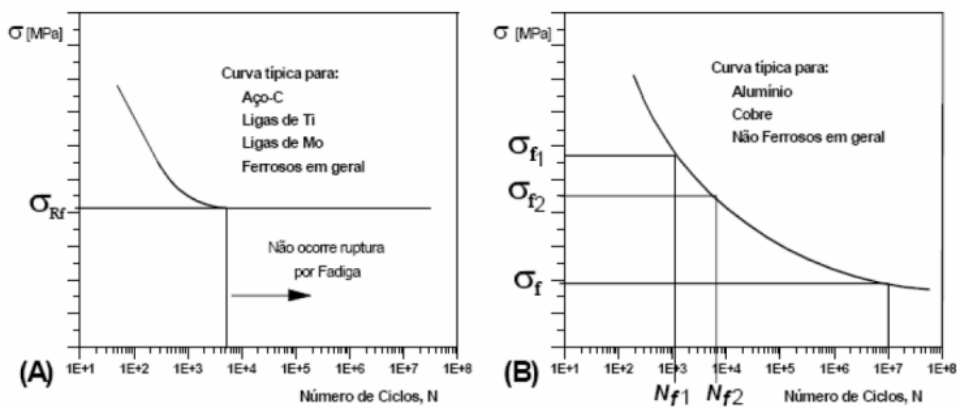 σ [MPa]
Curva típica para:
Aço-C
Ligas de Ti
Ligas de Mo
Ferrosos em geral
σRf
Não ocorre ruptura
por Fadiga
1E+1 1E+2 1E+3 1E+4 1E+5 1E+6 1E+7 1E+8
(A)
Número de Ciclos, N
σ [MPa]
Curva típica para:
Alumínio
Cobre
Não Ferrosos em geral
σf1
σf2
σf
1E+1 1E+2 1E+3 1E+4 1E+5 1E+6 1E+7 1E+8
(B)
Nf1 Nf2
Número de Ciclos, N